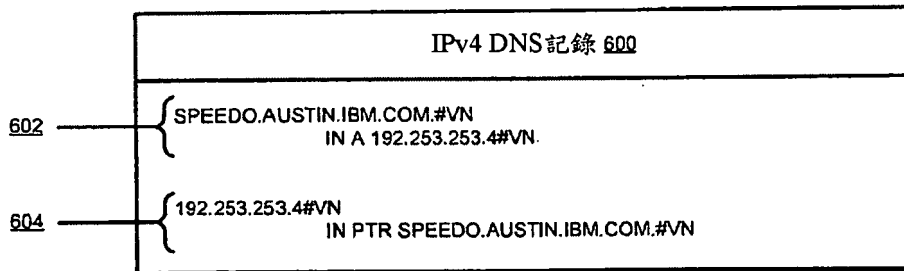 IPv4 DNS記錄 600
602
SPEEDO.AUSTIN.IBM.COM.#VN
IN A 192.253.253.4#VN
604
192.253.253.4#VN
IN PTR SPEEDO.AUSTIN.IBM.COM.#VN